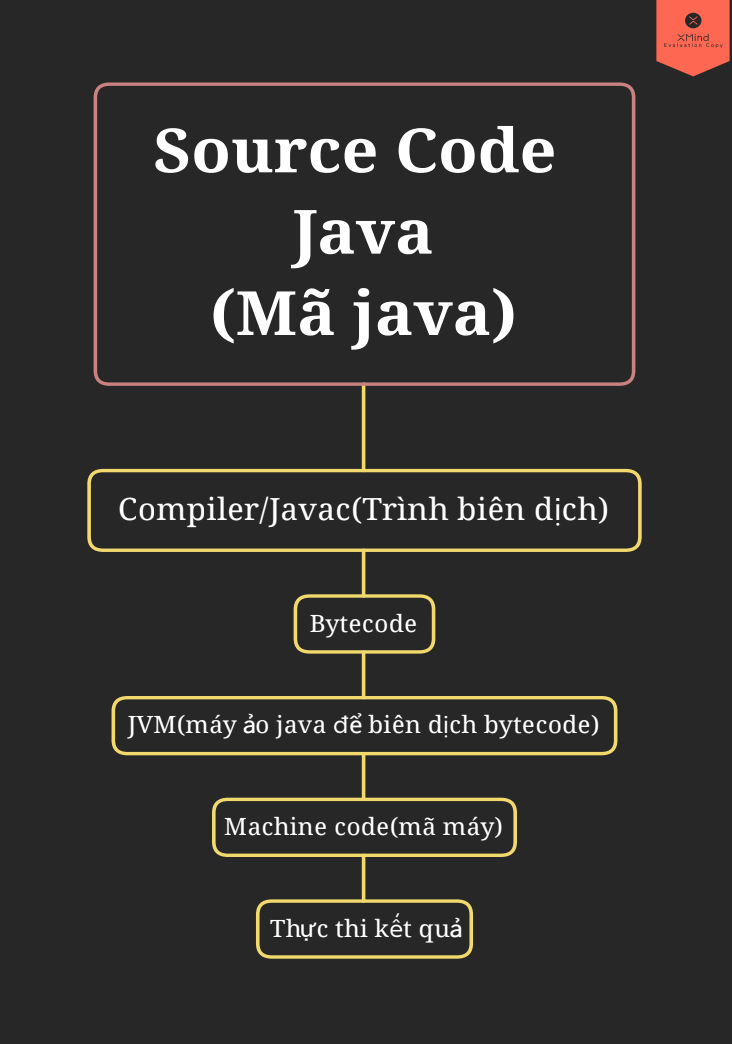 XMind
Evaluation Copy
Source Code
Java
(Mã java)
Compiler/Javac(Trình biên dịch)
Bytecode
JVM(máy ảo java để biên dịch bytecode)
Machine code(mã máy)
Thực thi kết quả